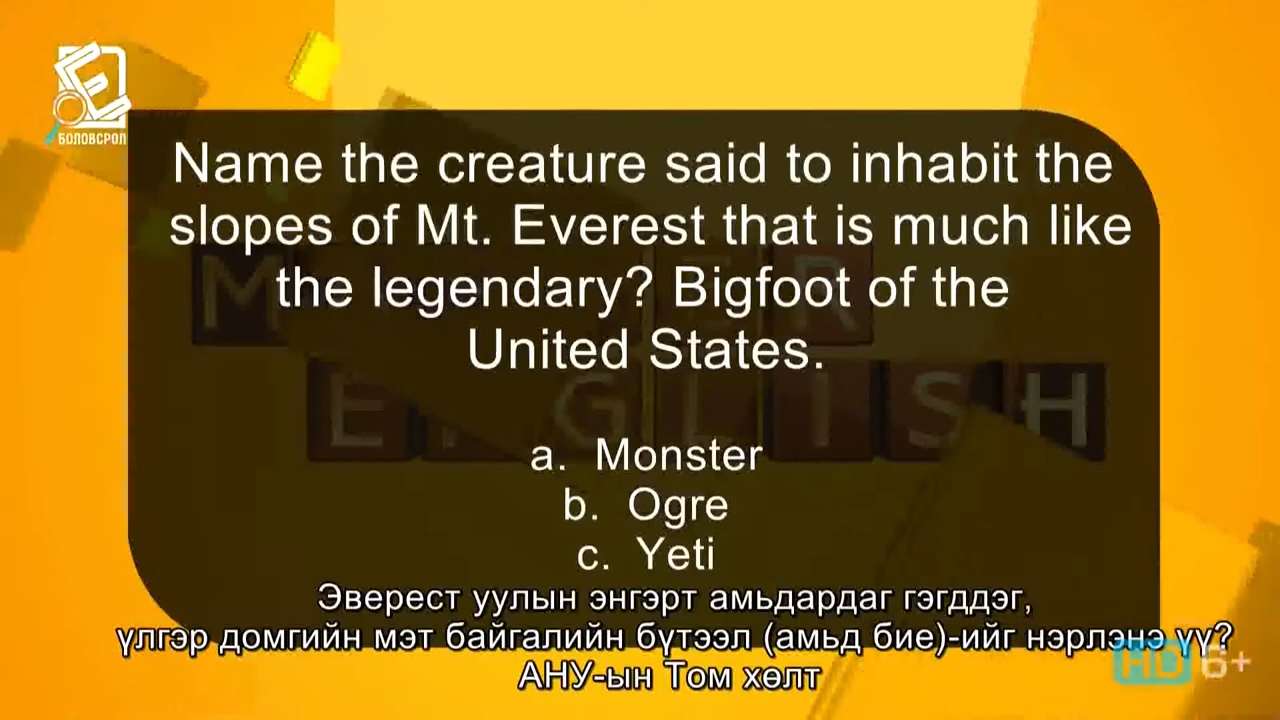 БОЛОВСРОЛ
Name the creature said to inhabit the
slopes of Mt. Everest that is much like
the legendary? Bigfoot of the
United States.
MASTER
ENGLISH
a. Monster
b. Ogre
c. Yeti
Эверест уулын энгэрт амьдардаг гэгддэг,
үлгэр домгийн мэт байгалийн бүтээл (амьд бие)-ийг нэрлэнэ үү?
АНУ-ын Том хөлт
HD 6+